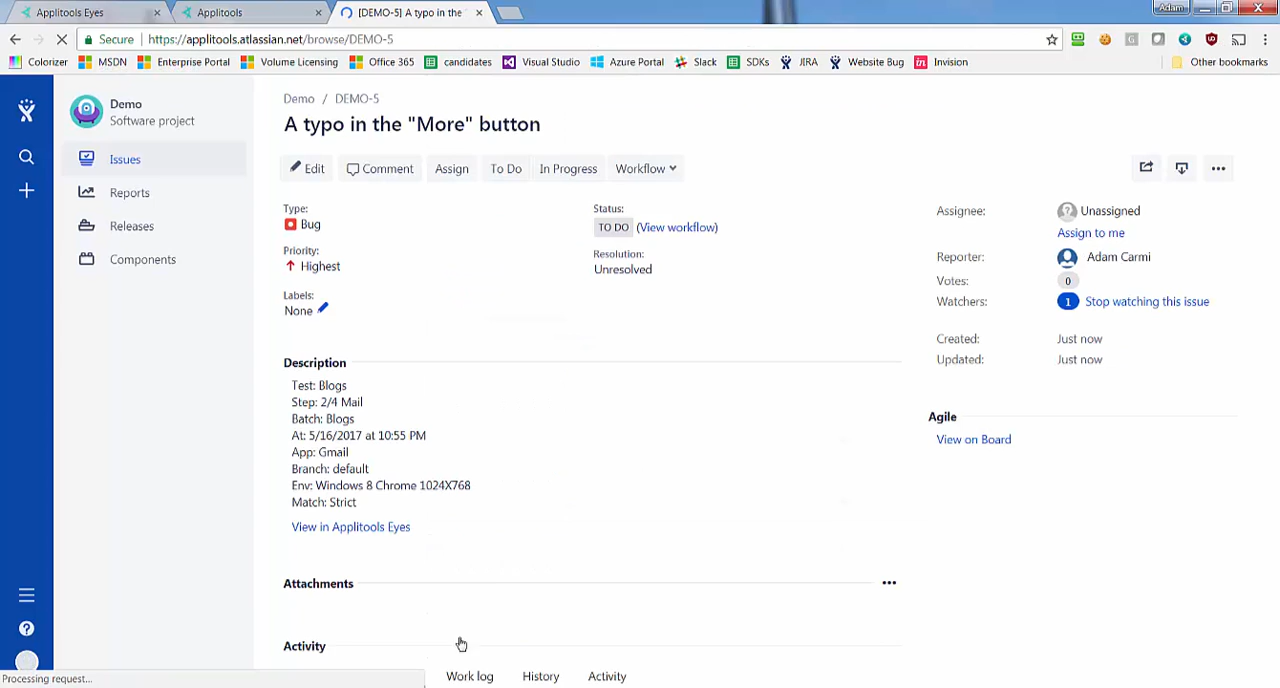 Applitools Eyes
Applitools
[DEMO-5] A typo in the
Adam
Secure
https://applitools.atlassian.net/browse/DEMO-5
Colorizer
MSDN
Enterprise Portal
Volume Licensing
Office 365
candidates
Visual Studio
Azure Portal
Slack
SDKs
JIRA
Website Bug
Invision
Other bookmarks
Demo
Software project
Issues
Reports
Releases
Components
Demo / DEMO-5
A typo in the "More" button
Edit
Comment
Assign
To Do
In Progress
Workflow
Type:
Bug
Priority:
Highest
Labels:
None
Status:
TO DO (View workflow)
Resolution:
Unresolved
Assignee:
Unassigned
Assign to me
Reporter:
Adam Carmi
Votes:
0
Watchers:
1 Stop watching this issue
Created:
Just now
Updated:
Just now
Description
Test: Blogs
Step: 2/4 Mail
Batch: Blogs
At: 5/16/2017 at 10:55 PM
App: Gmail
Branch: default
Env: Windows 8 Chrome 1024X768
Match: Strict
View in Applitools Eyes
Agile
View on Board
Attachments
Activity
Work log
History
Activity
Processing request...